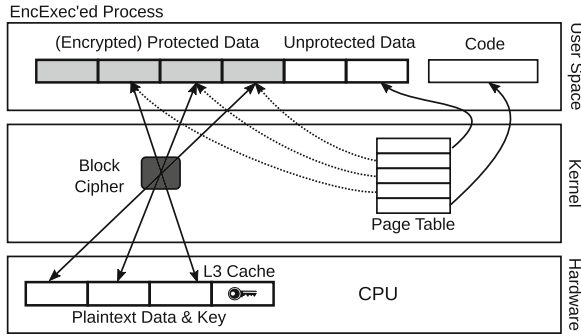 EncExec'ed Process
(Encrypted) Protected Data
Unprotected Data
Code
User Space
Block
Cipher
Page Table
Kernel
L3 Cache
CPU
Plaintext Data & Key
Hardware